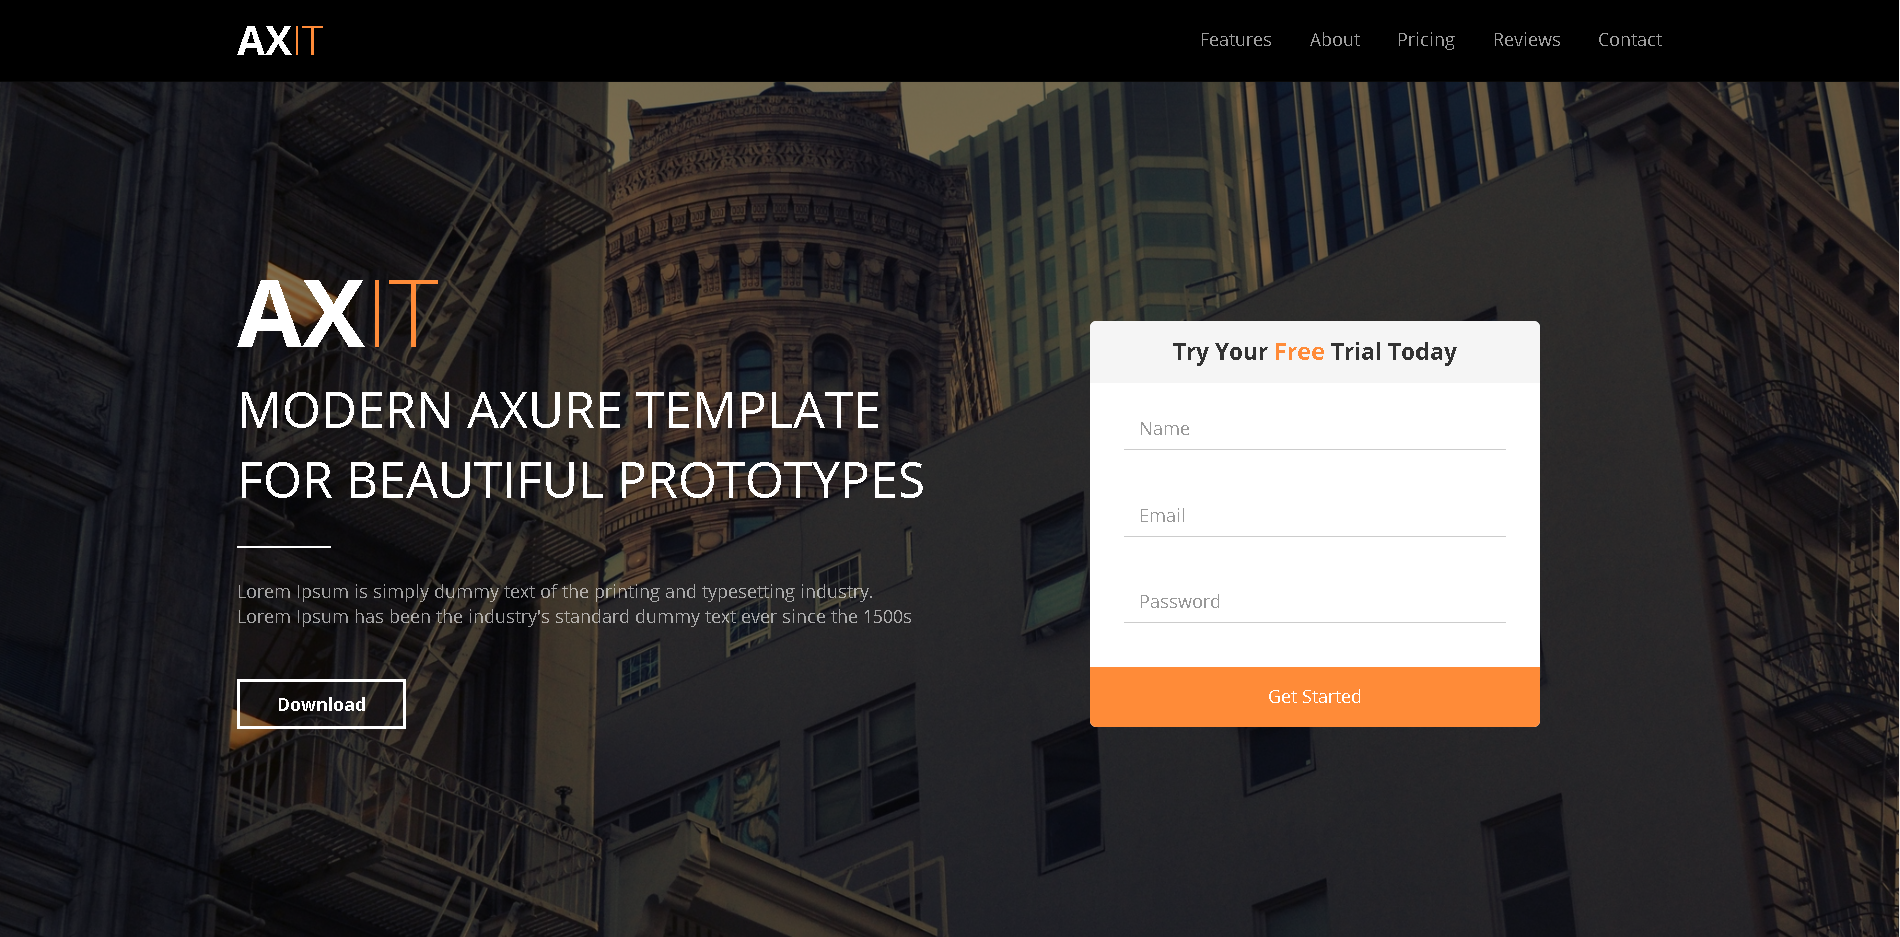 AXIT
Features About Pricing Reviews Contact
AXIT
MODERN AXURE TEMPLATE
FOR BEAUTIFUL PROTOTYPES
Lorem Ipsum is simply dummy text of the printing and typesetting industry.
Lorem Ipsum has been the industry's standard dummy text ever since the 1500s
Download
Try Your Free Trial Today
Name
Email
Password
Get Started